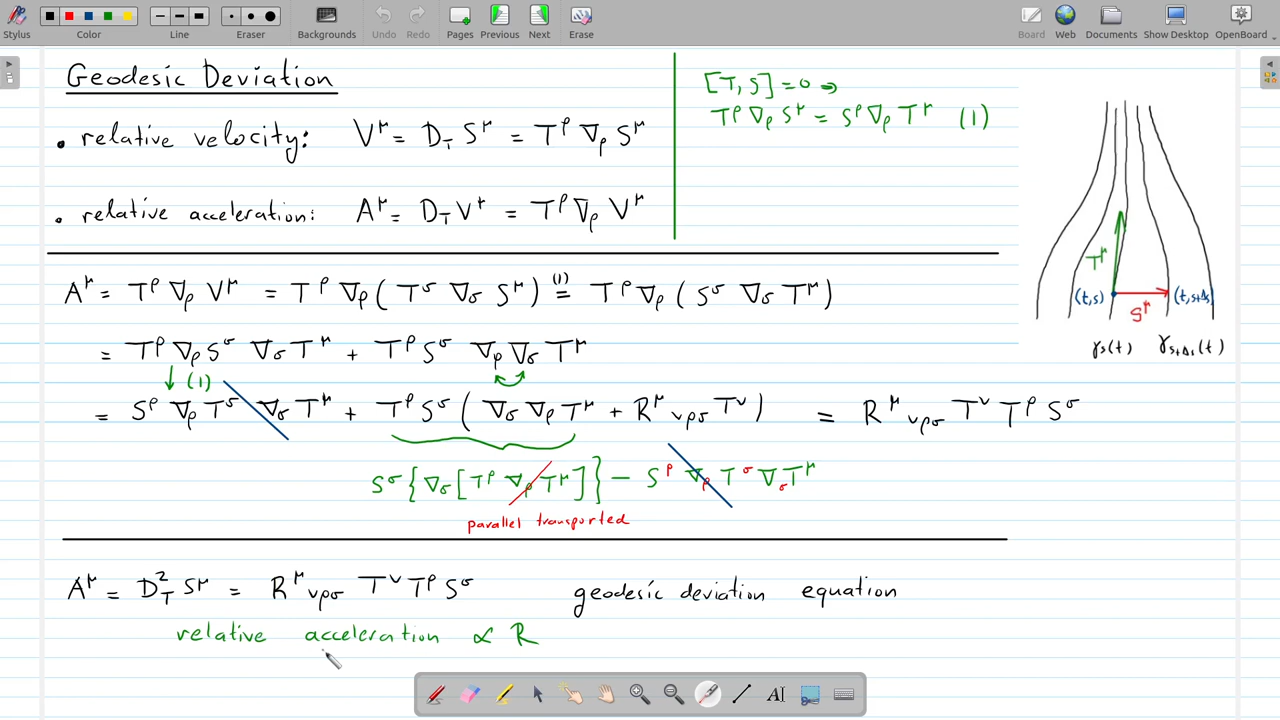 Stylus Color Line Eraser Backgrounds Undo Redo Pages Previous Next Erase Board Web Documents Show Desktop OpenBoard
Geodesic Deviation
• relative velocity: V^μ = D_T S^μ = T^ρ ∇_ρ S^μ
• relative acceleration: A^μ = D_T V^μ = T^ρ ∇_ρ V^μ
[T, S] = 0 ⇒
T^ρ ∇_ρ S^μ = S^ρ ∇_ρ T^μ (1)
T^μ
(t,s)
(t,s+Δs)
S^μ
γ_s(t) γ_{s+Δs}(t)
A^μ = T^ρ ∇_ρ V^μ = T^ρ ∇_ρ ( T^σ ∇_σ S^μ ) (1) = T^ρ ∇_ρ ( S^σ ∇_σ T^μ )
= T^ρ ∇_ρ S^σ ∇_σ T^μ + T^ρ S^σ ∇_ρ ∇_σ T^μ
↓ (1)
= S^ρ ∇_ρ T^σ ∇_σ T^μ + T^ρ S^σ ( ∇_σ ∇_ρ T^μ + R^μ_{νρσ} T^ν ) = R^μ_{νρσ} T^ν T^ρ S^σ
S^σ { ∇_σ [ T^ρ ∇_ρ T^μ ] } − S^ρ ∇_ρ T^σ ∇_σ T^μ
parallel transported
A^μ = D_T^2 S^μ = R^μ_{νρσ} T^ν T^ρ S^σ geodesic deviation equation
relative acceleration ∝ R